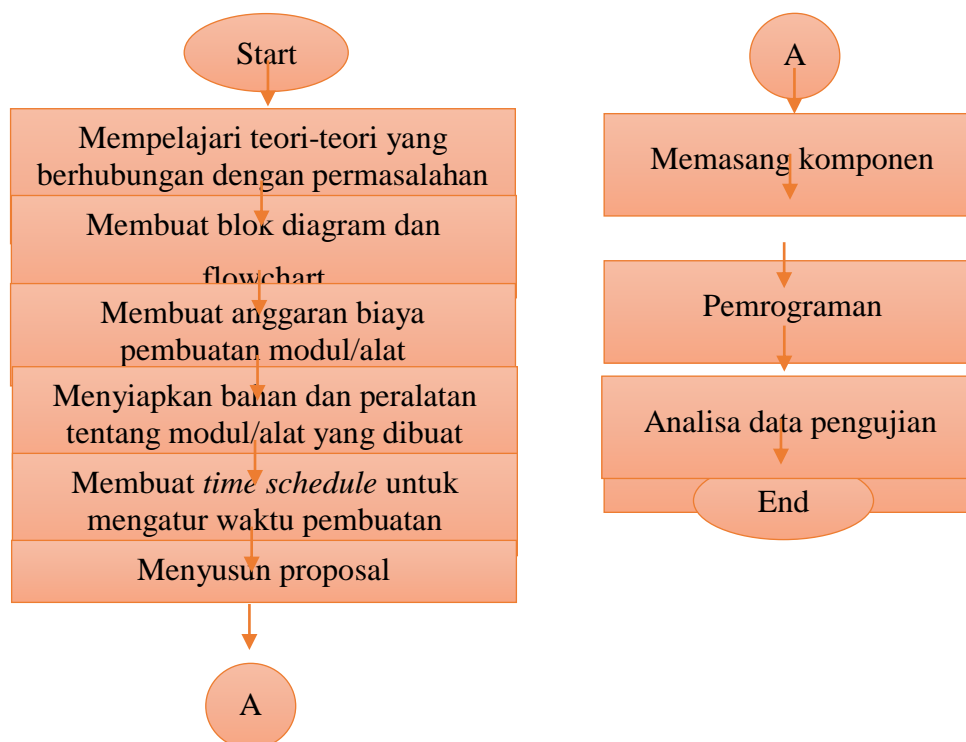 Start
Mempelajari teori-teori yang
berhubungan dengan permasalahan
Membuat blok diagram dan
flowchart
Membuat anggaran biaya
pembuatan modul/alat
Menyiapkan bahan dan peralatan
tentang modul/alat yang dibuat
Membuat time schedule untuk
mengatur waktu pembuatan
Menyusun proposal
A
A
Memasang komponen
Pemrograman
Analisa data pengujian
End